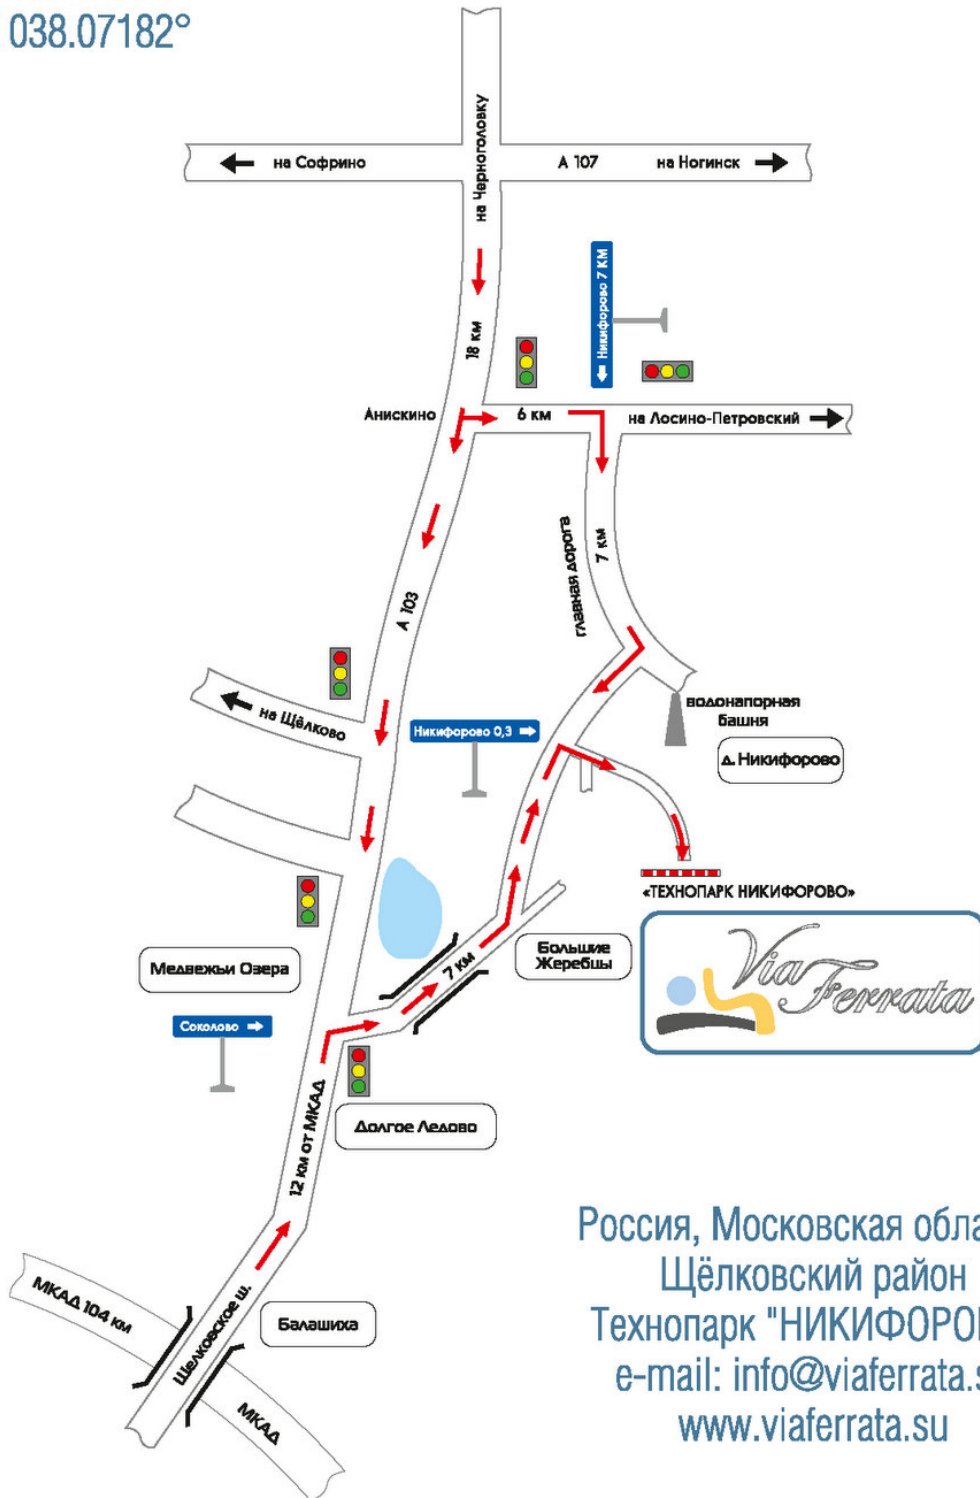 038.07182°
на Черноголовку
на Софрино
А 107
на Ногинск
Никифорово 7 КМ
18 км
Анискино
6 км
на Лосино-Петровский
главная дорога
7 км
А 103
на Щёлково
водонапорная
башня
Никифорово 0,3
д. Никифорово
«ТЕХНОПАРК НИКИФОРОВО»
Via
Ferrata
Большие
Жеребцы
7 км
Медвежьи Озера
Соколово
12 км от МКАД
Долгое Ледово
Россия, Московская обла
Щёлковский район
Технопарк "НИКИФОРО
e-mail: info@viaferrata.s
www.viaferrata.su
МКАД 104 км
Щелковское ш.
Балашиха
МКАД